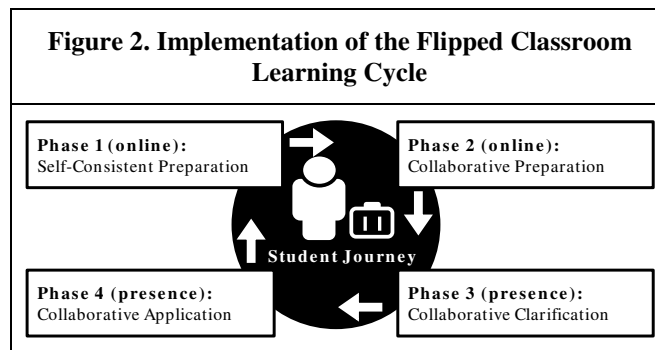 Figure 2. Implementation of the Flipped Classroom
Learning Cycle
Phase 1 (online):
Self-Consistent Preparation
Phase 2 (online):
Collaborative Preparation
Student Journey
Phase 4 (presence):
Collaborative Application
Phase 3 (presence):
Collaborative Clarification